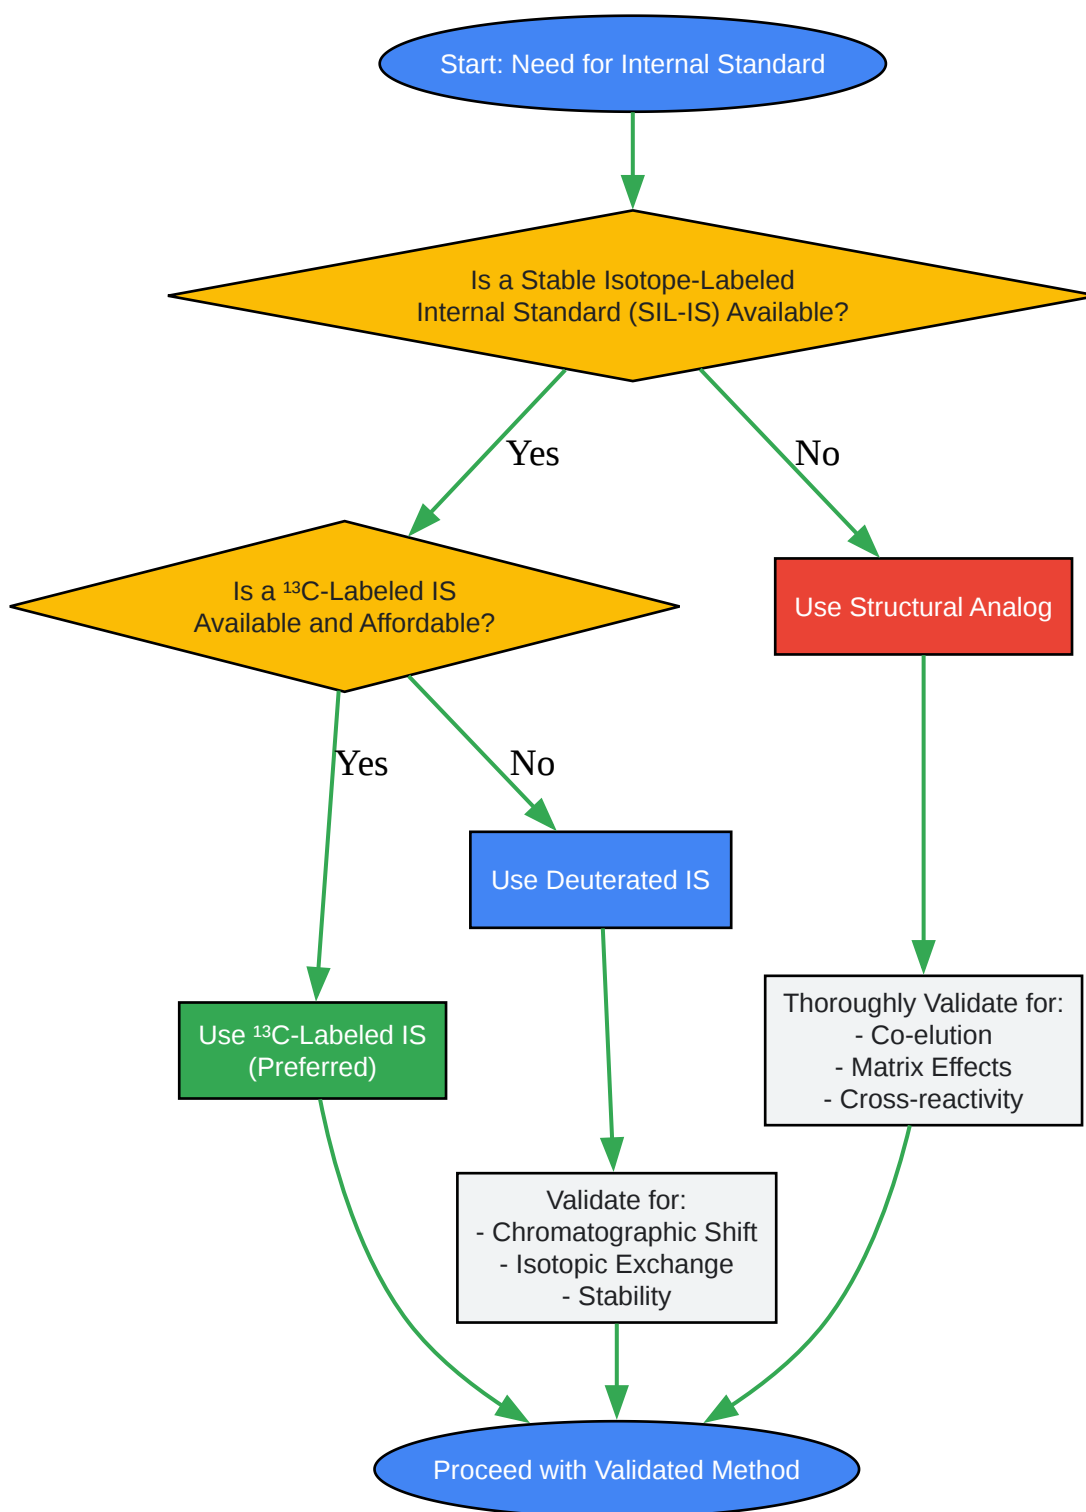 Start: Need for Internal Standard
Is a Stable Isotope-Labeled
Internal Standard (SIL-IS) Available?
Yes
No
Is a ¹³C-Labeled IS
Available and Affordable?
Use Structural Analog
Yes
No
Use Deuterated IS
Use ¹³C-Labeled IS
(Preferred)
Thoroughly Validate for:
- Co-elution
- Matrix Effects
- Cross-reactivity
Validate for:
- Chromatographic Shift
- Isotopic Exchange
- Stability
Proceed with Validated Method